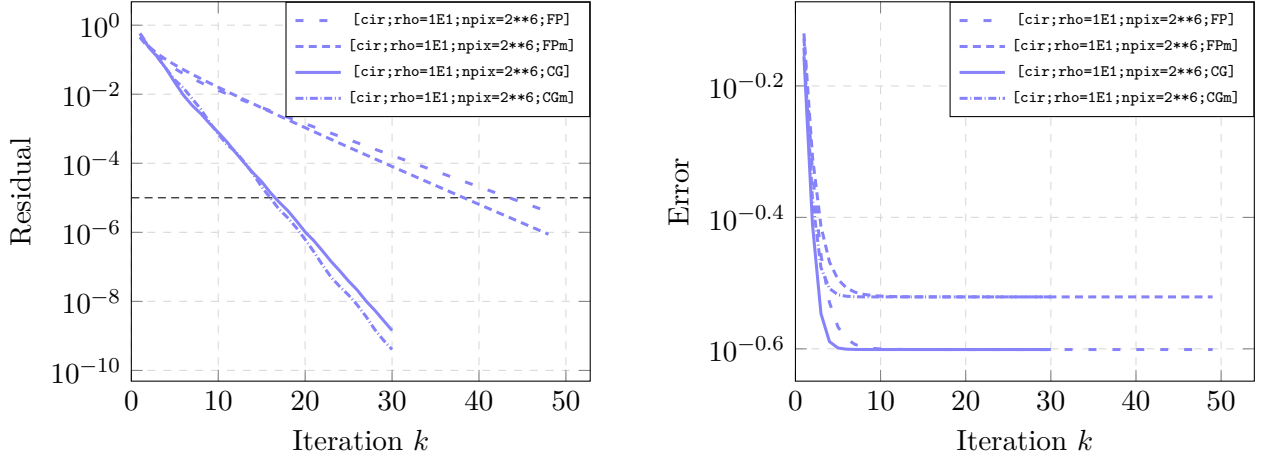 [cir;rho=1E1;npix=2**6;FP]
[cir;rho=1E1;npix=2**6;FPm]
[cir;rho=1E1;npix=2**6;CG]
[cir;rho=1E1;npix=2**6;CGm]
10^0
10^−2
10^−4
10^−6
10^−8
10^−10
Residual
0 10 20 30 40 50
Iteration k
[cir;rho=1E1;npix=2**6;FP]
[cir;rho=1E1;npix=2**6;FPm]
[cir;rho=1E1;npix=2**6;CG]
[cir;rho=1E1;npix=2**6;CGm]
10^−0.2
10^−0.4
10^−0.6
Error
0 10 20 30 40 50
Iteration k